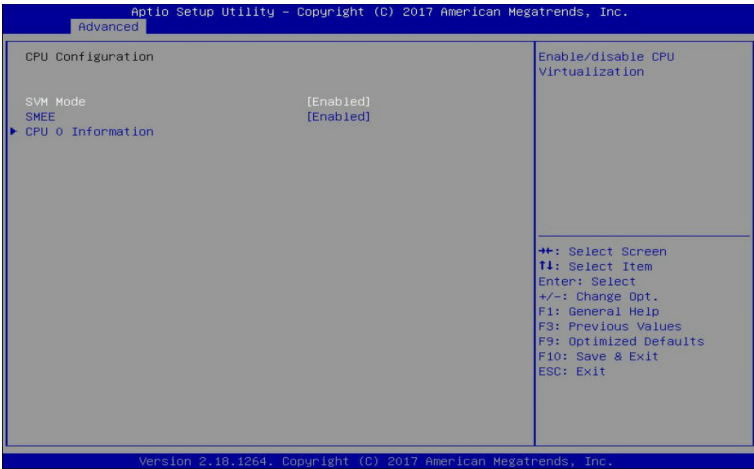 Aptio Setup Utility – Copyright (C) 2017 American Megatrends, Inc.
Advanced
CPU Configuration
SVM Mode [Enabled]
SMEE [Enabled]
CPU 0 Information
Enable/disable CPU
Virtualization
→←: Select Screen
↑↓: Select Item
Enter: Select
+/-: Change Opt.
F1: General Help
F3: Previous Values
F9: Optimized Defaults
F10: Save & Exit
ESC: Exit
Version 2.18.1264. Copyright (C) 2017 American Megatrends, Inc.